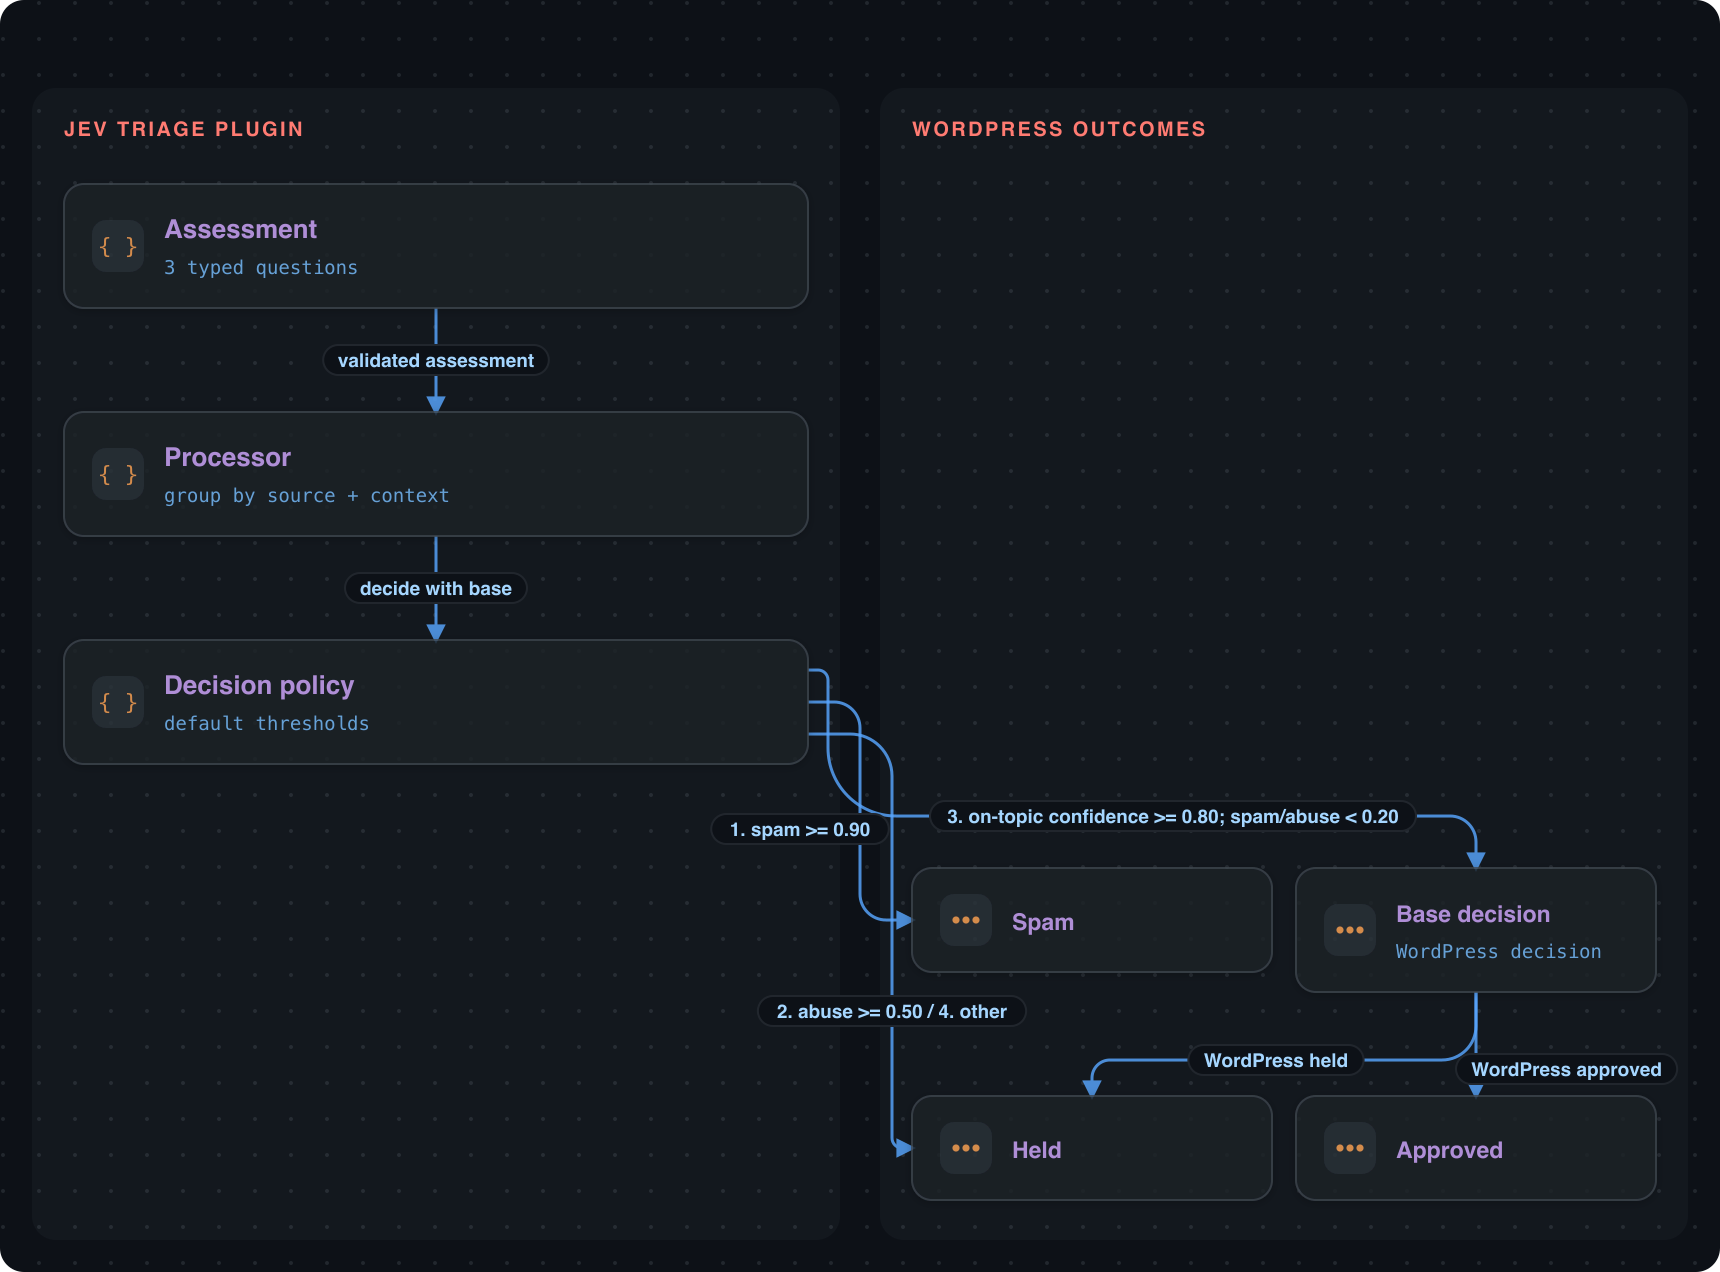 JEV TRIAGE PLUGIN
{ }
Assessment
3 typed questions
validated assessment
{ }
Processor
group by source + context
decide with base
{ }
Decision policy
default thresholds
WORDPRESS OUTCOMES
1. spam >= 0.90
3. on-topic confidence >= 0.80; spam/abuse < 0.20
Spam
Base decision
WordPress decision
2. abuse >= 0.50 / 4. other
WordPress held
WordPress approved
Held
Approved